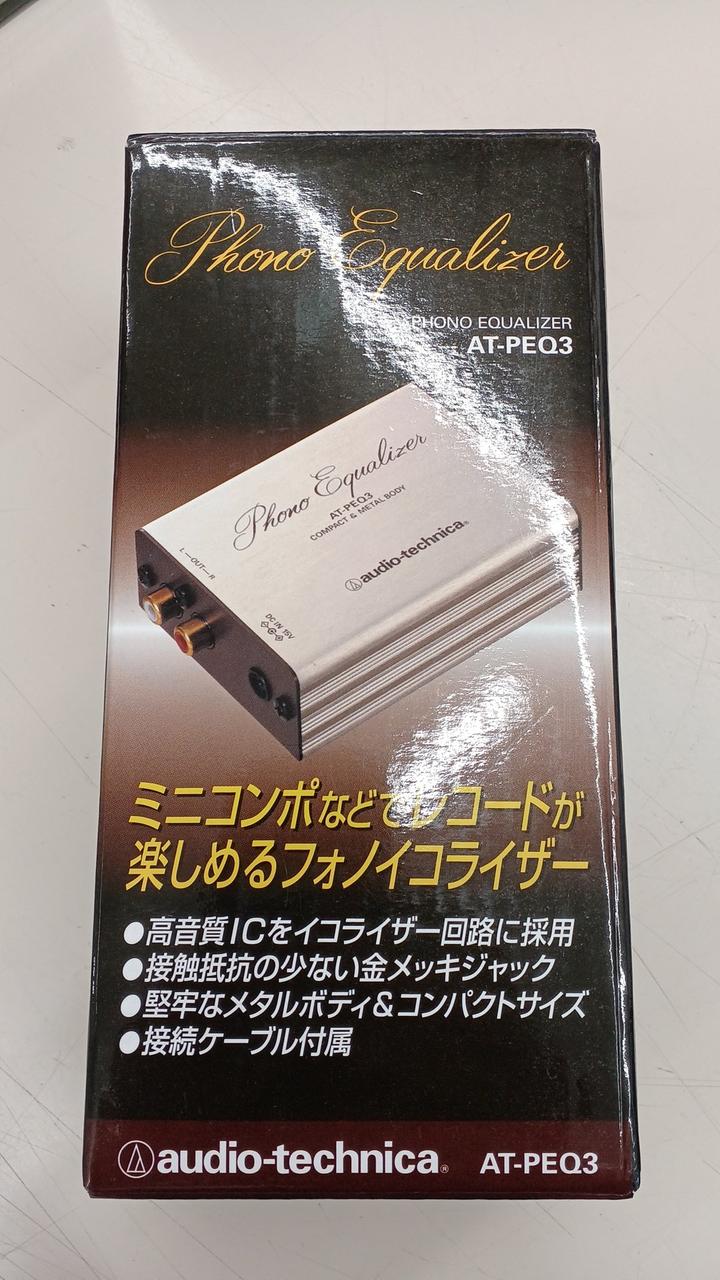 Phono Equalizer
PHONO EQUALIZER
AT-PEQ3
Phono Equalizer
AT-PEQ3
COMPACT & METAL BODY
audio-technica®
L—OUT—R
DC IN 15V
ミニコンポなどでレコードが
楽しめるフォノイコライザー
●高音質ICをイコライザー回路に採用
●接触抵抗の少ない金メッキジャック
●堅牢なメタルボディ&コンパクトサイズ
●接続ケーブル付属
audio-technica® AT-PEQ3